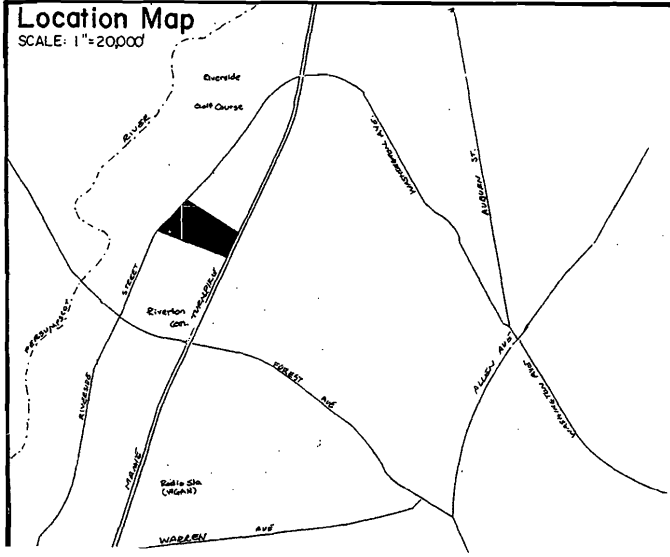 Location Map
SCALE: 1"=20,000'
Riverside
Golf Course
RIVER
WASHINGTON AVE.
AUBURN ST.
STREET
TURNPIKE
Riverton
PRESUMPSCOT
FOREST
AVE
ALLEN AVE
WASHINGTON AVE
RIVERSIDE
MAINE
Radio Sta
(WGAN)
WARREN AVE